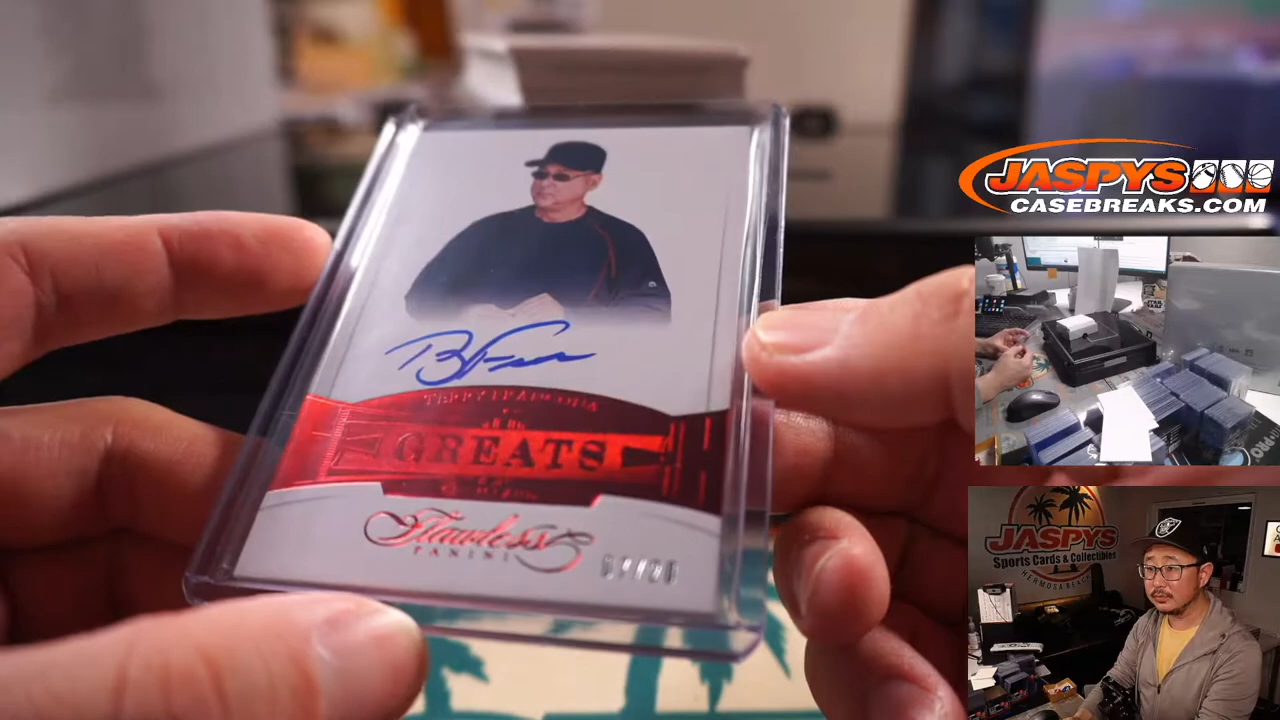 TERRY FRANCONA
GREATS
Flawless
PANINI
JASPYS
CASEBREAKS.COM
JASPYS
Sports Cards & Collectibles
HERMOSA BEACH